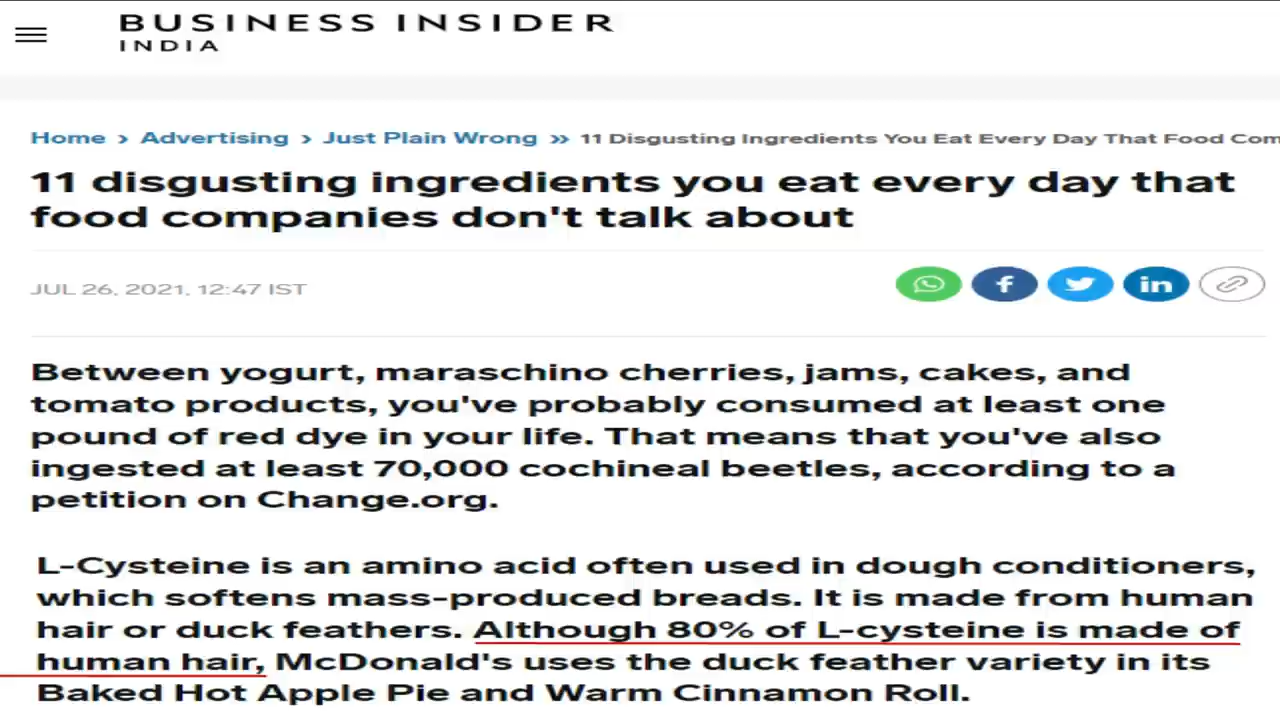 BUSINESS INSIDER
INDIA
Home > Advertising > Just Plain Wrong >> 11 Disgusting Ingredients You Eat Every Day That Food Com
11 disgusting ingredients you eat every day that
food companies don't talk about
JUL 26, 2021, 12:47 IST
f
in
Between yogurt, maraschino cherries, jams, cakes, and
tomato products, you've probably consumed at least one
pound of red dye in your life. That means that you've also
ingested at least 70,000 cochineal beetles, according to a
petition on Change.org.
L-Cysteine is an amino acid often used in dough conditioners,
which softens mass-produced breads. It is made from human
hair or duck feathers. Although 80% of L-cysteine is made of
human hair, McDonald's uses the duck feather variety in its
Baked Hot Apple Pie and Warm Cinnamon Roll.